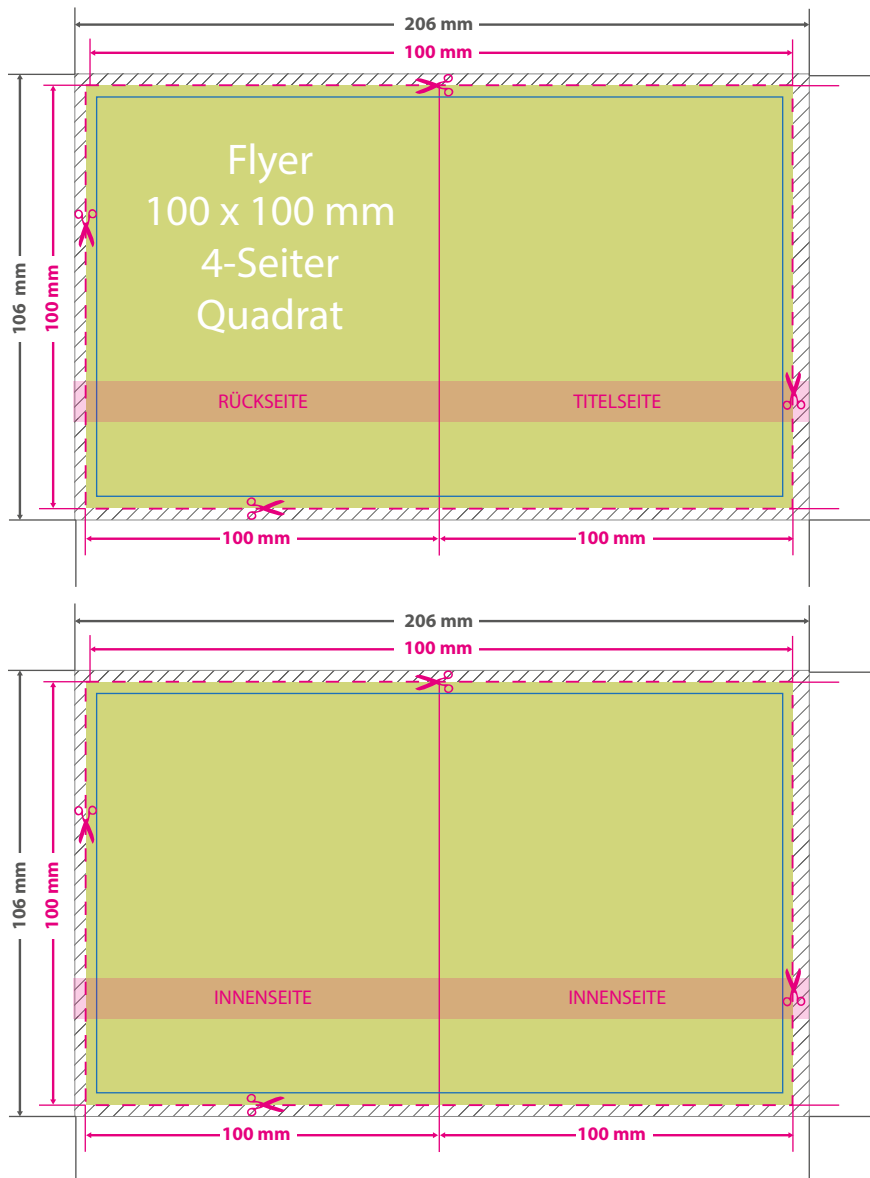 206 mm
100 mm
106 mm
100 mm
Flyer
100 x 100 mm
4-Seiter
Quadrat
RÜCKSEITE
TITELSEITE
100 mm
100 mm
206 mm
100 mm
106 mm
100 mm
INNENSEITE
INNENSEITE
100 mm
100 mm